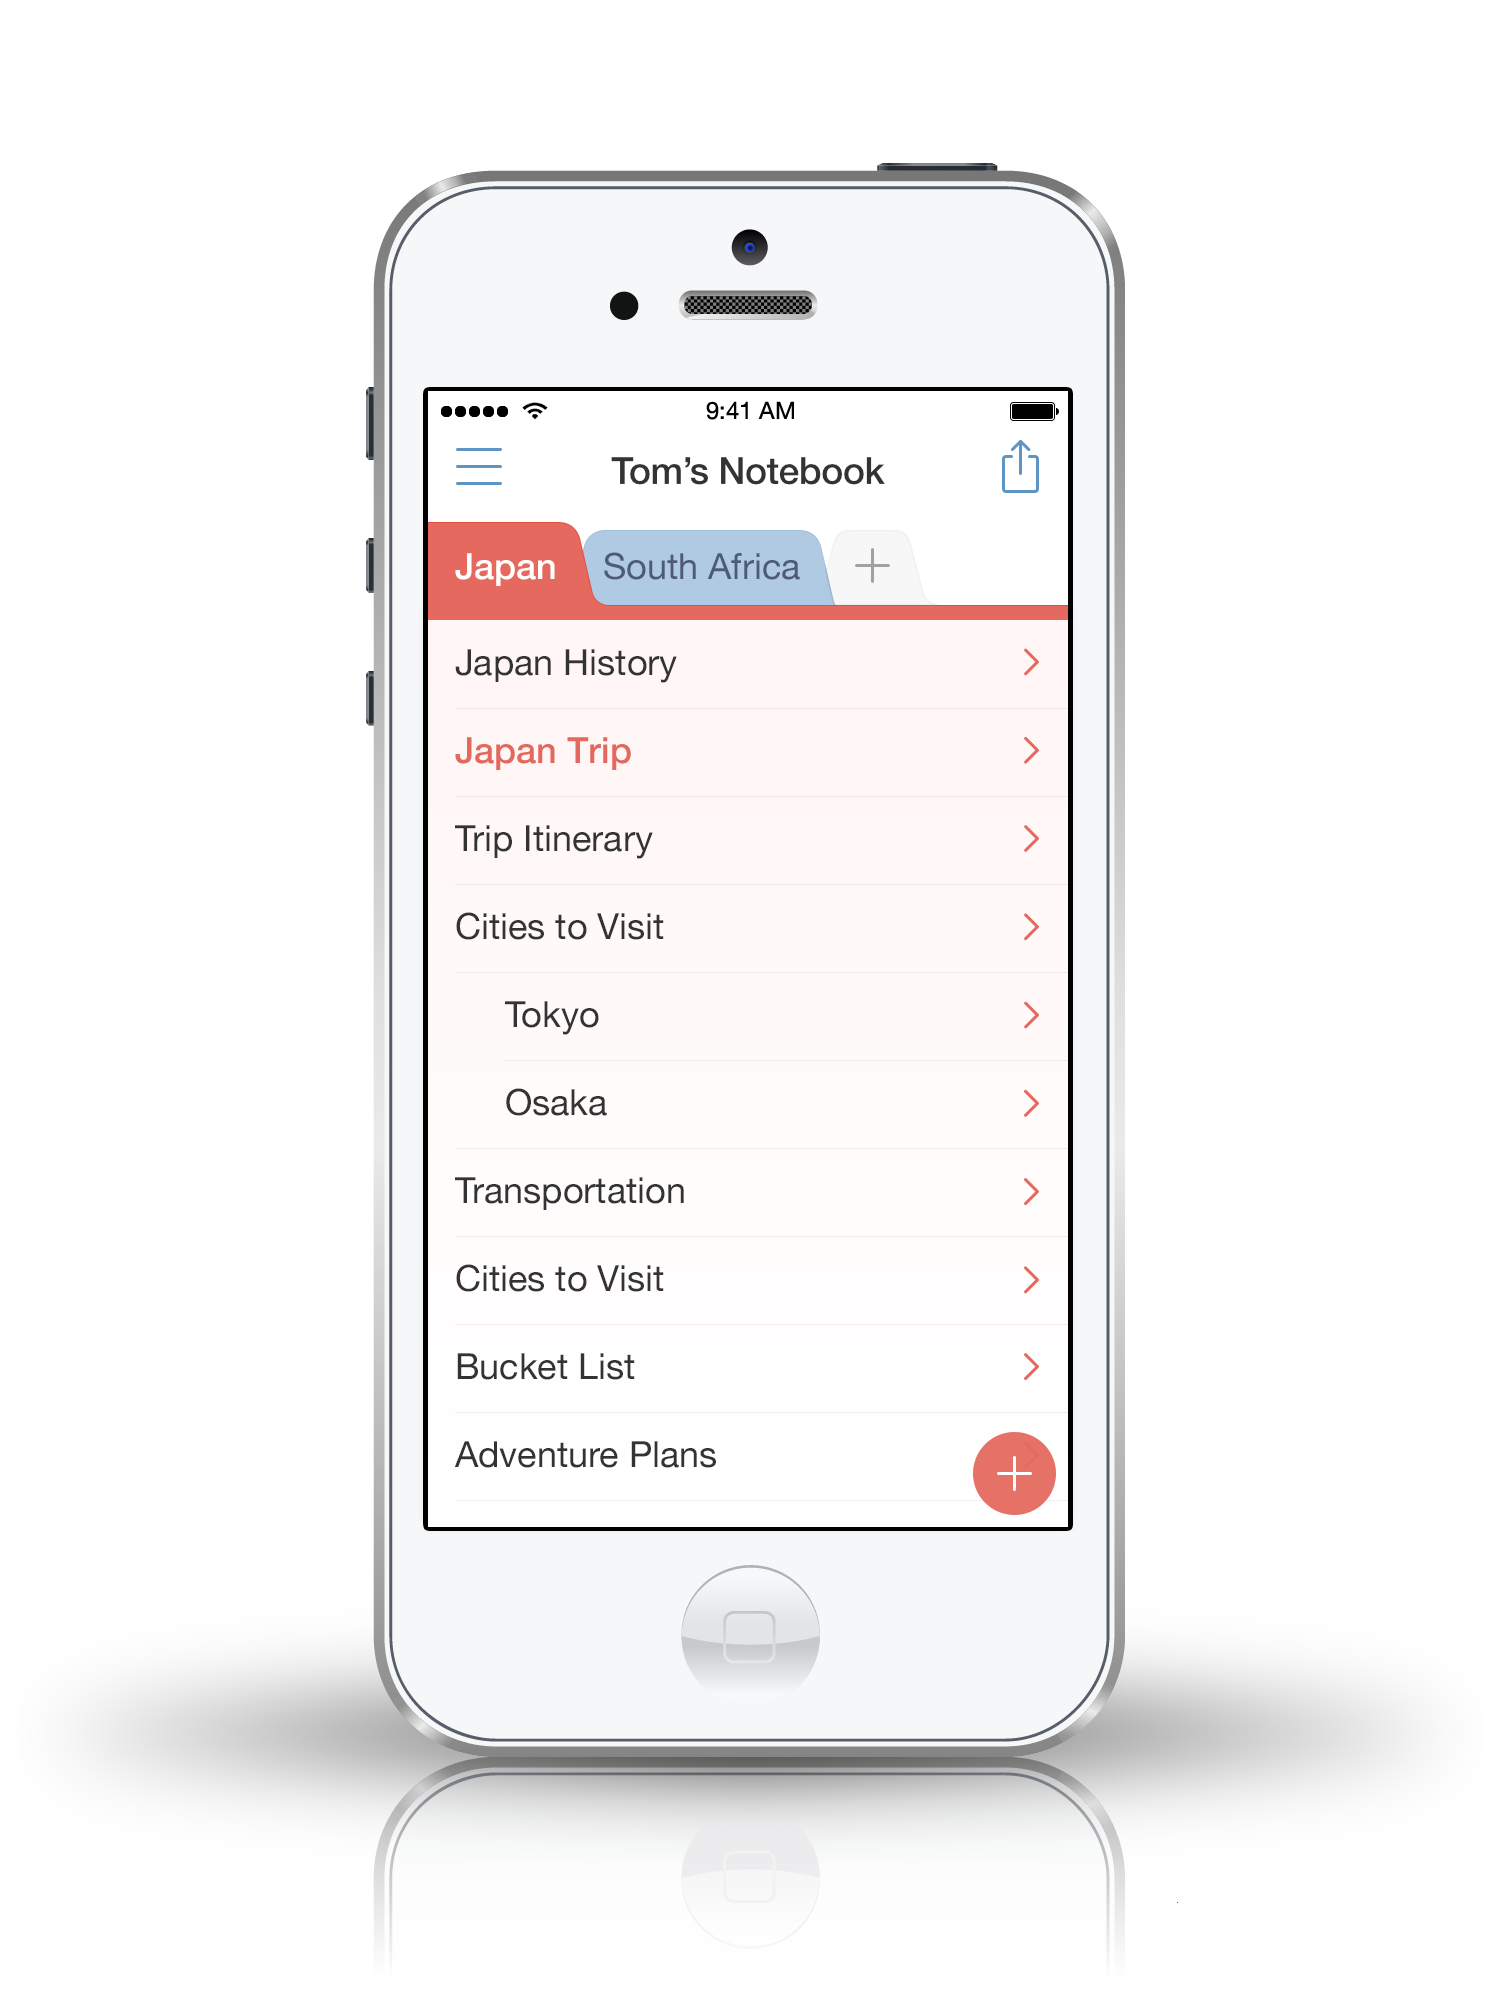 9:41 AM
Tom’s Notebook
Japan
South Africa
Japan History
Japan Trip
Trip Itinerary
Cities to Visit
Tokyo
Osaka
Transportation
Cities to Visit
Bucket List
Adventure Plans